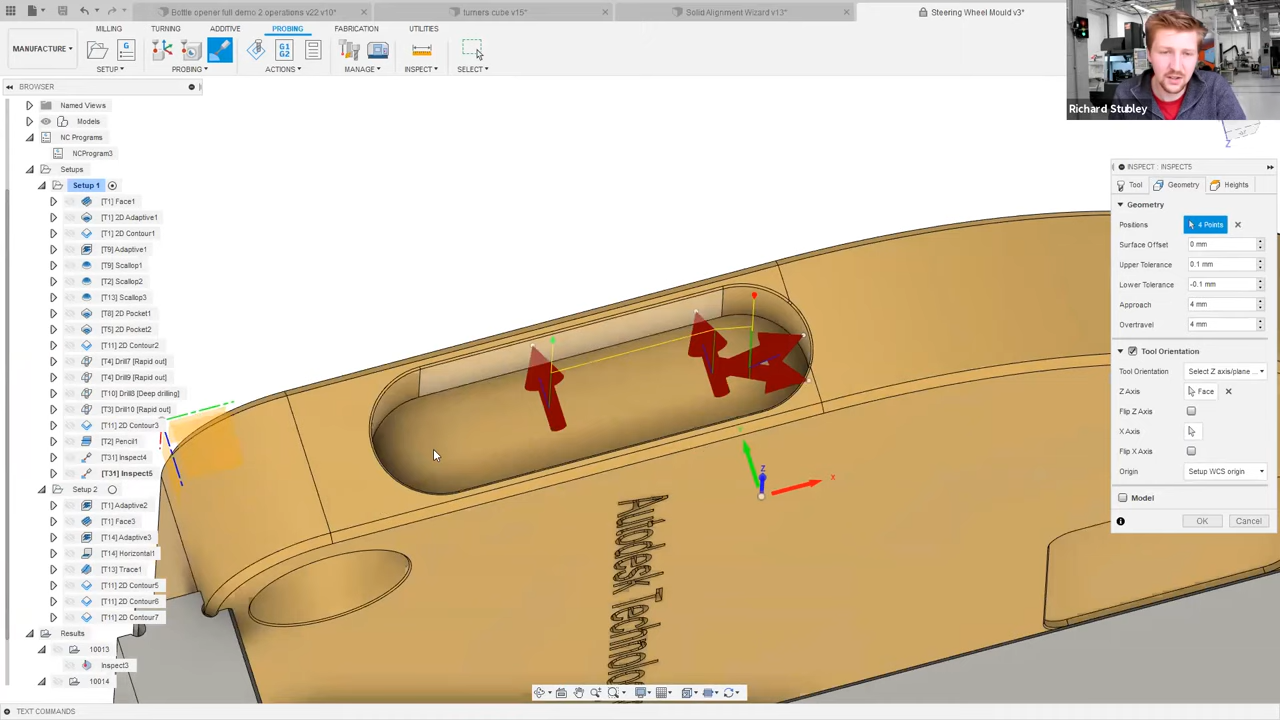 Bottle opener full demo 2 operations v22 v10*
turners cube v15*
Solid Alignment Wizard v13*
Steering Wheel Mould v3*
MILLING
TURNING
ADDITIVE
PROBING
FABRICATION
UTILITIES
MANUFACTURE
G1
G2
SETUP
PROBING
ACTIONS
MANAGE
INSPECT
SELECT
Richard Stubley
BROWSER
Named Views
Models
NC Programs
NCProgram3
Setups
Setup 1
[T1] Face1
[T1] 2D Adaptive1
[T1] 2D Contour1
[T9] Adaptive1
[T9] Scallop1
[T2] Scallop2
[T13] Scallop3
[T8] 2D Pocket1
[T5] 2D Pocket2
[T11] 2D Contour2
[T4] Drill7 [Rapid out]
[T4] Drill9 [Rapid out]
[T10] Drill8 [Deep drilling]
[T3] Drill10 [Rapid out]
[T11] 2D Contour3
[T2] Pencil1
[T31] Inspect4
[T31] Inspect5
Setup 2
[T1] Adaptive2
[T1] Face3
[T14] Adaptive3
[T14] Horizontal1
[T13] Trace1
[T11] 2D Contour5
[T11] 2D Contour6
[T11] 2D Contour7
Results
10013
Inspect3
10014
Z
X
Autodesk Technolo
Z
INSPECT : INSPECT5
Tool
Geometry
Heights
Geometry
Positions
4 Points
Surface Offset
0 mm
Upper Tolerance
0.1 mm
Lower Tolerance
-0.1 mm
Approach
4 mm
Overtravel
4 mm
Tool Orientation
Tool Orientation
Select Z axis/plane ...
Z Axis
Face
Flip Z Axis
X Axis
Flip X Axis
Origin
Setup WCS origin
Model
OK
Cancel
TEXT COMMANDS